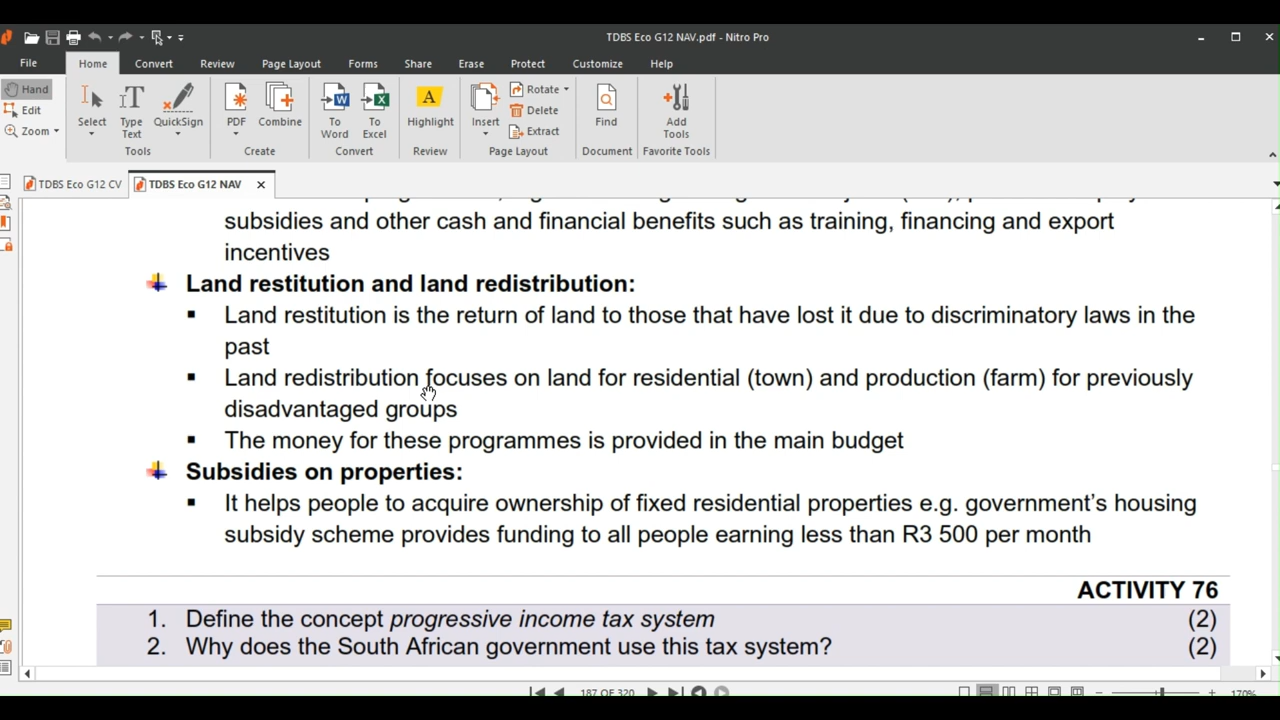 TDBS Eco G12 NAV.pdf - Nitro Pro
File Home Convert Review Page Layout Forms Share Erase Protect Customize Help
Hand
Edit
Zoom
Select
Type Text
QuickSign
Tools
PDF
Combine
Create
To Word
To Excel
Convert
Highlight
Review
Insert
Rotate
Delete
Extract
Page Layout
Find
Document
Add Tools
Favorite Tools
TDBS Eco G12 CV TDBS Eco G12 NAV
subsidies and other cash and financial benefits such as training, financing and export
incentives
Land restitution and land redistribution:
▪ Land restitution is the return of land to those that have lost it due to discriminatory laws in the
past
▪ Land redistribution focuses on land for residential (town) and production (farm) for previously
disadvantaged groups
▪ The money for these programmes is provided in the main budget
Subsidies on properties:
▪ It helps people to acquire ownership of fixed residential properties e.g. government's housing
subsidy scheme provides funding to all people earning less than R3 500 per month
ACTIVITY 76
1. Define the concept progressive income tax system (2)
2. Why does the South African government use this tax system? (2)
187 OF 320
170%